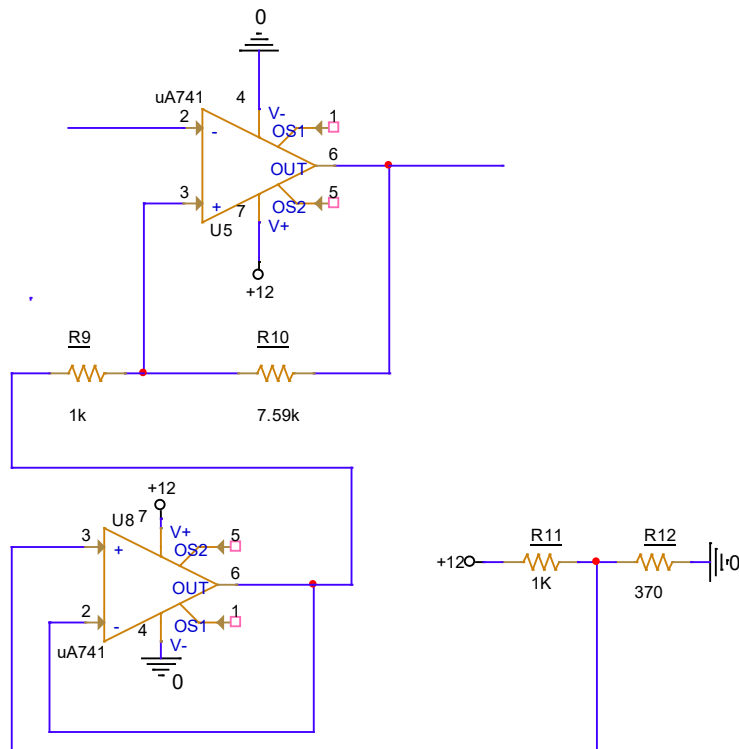 0
uA741
4
V-
1
2
OS1
-
6
OUT
3
5
+
7
OS2
U5
V+
+12
R9
R10
1k
7.59k
+12
U8
7
V+
3
5
+
OS2
6
OUT
2
1
-
4
OS1
uA741
V-
0
R11
R12
+12
0
1K
370